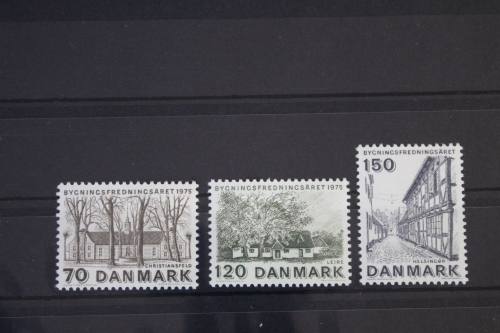 BYGNINGSFREDNINGSÅRET 1975
CHRISTIANSFELD
70 DANMARK
BYGNINGSFREDNINGSÅRET 1975
LEJRE
120 DANMARK
BYGNINGSFREDNINGSÅRET
150
HELSINGØR
DANMARK